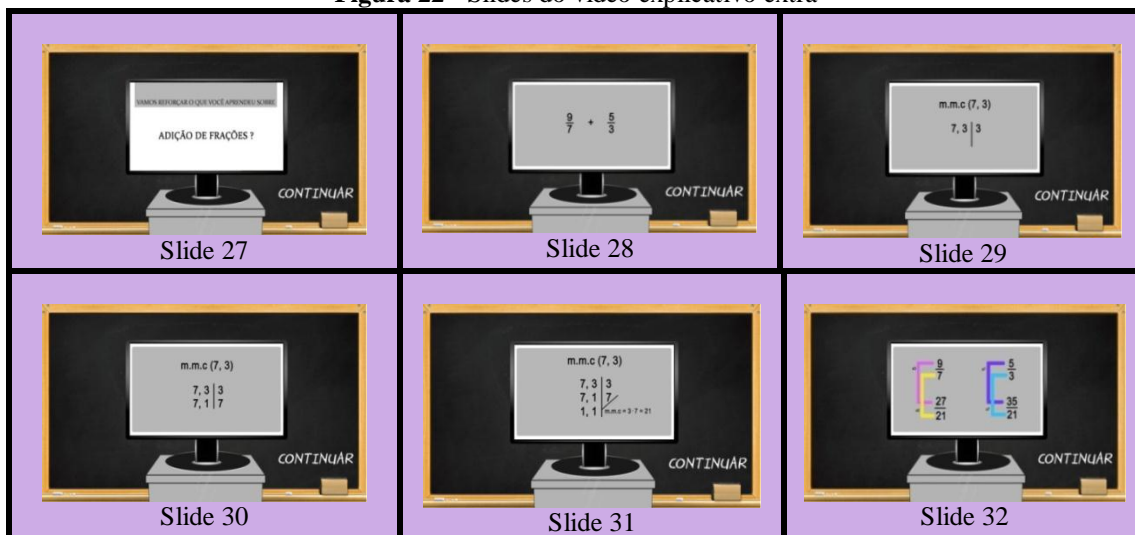 Figura 22 - Slides do vídeo explicativo extra
VAMOS REFORÇAR O QUE VOCÊ APRENDEU SOBRE
ADIÇÃO DE FRAÇÕES ?
CONTINUAR
Slide 27
9/7 + 5/3
CONTINUAR
Slide 28
m.m.c (7, 3)
7, 3 | 3
CONTINUAR
Slide 29
m.m.c (7, 3)
7, 3 | 3
7, 1 | 7
CONTINUAR
Slide 30
m.m.c (7, 3)
7, 3 | 3
7, 1 | 7
1, 1 | m.m.c = 3 · 7 = 21
CONTINUAR
Slide 31
9/7 5/3
27/21 35/21
CONTINUAR
Slide 32